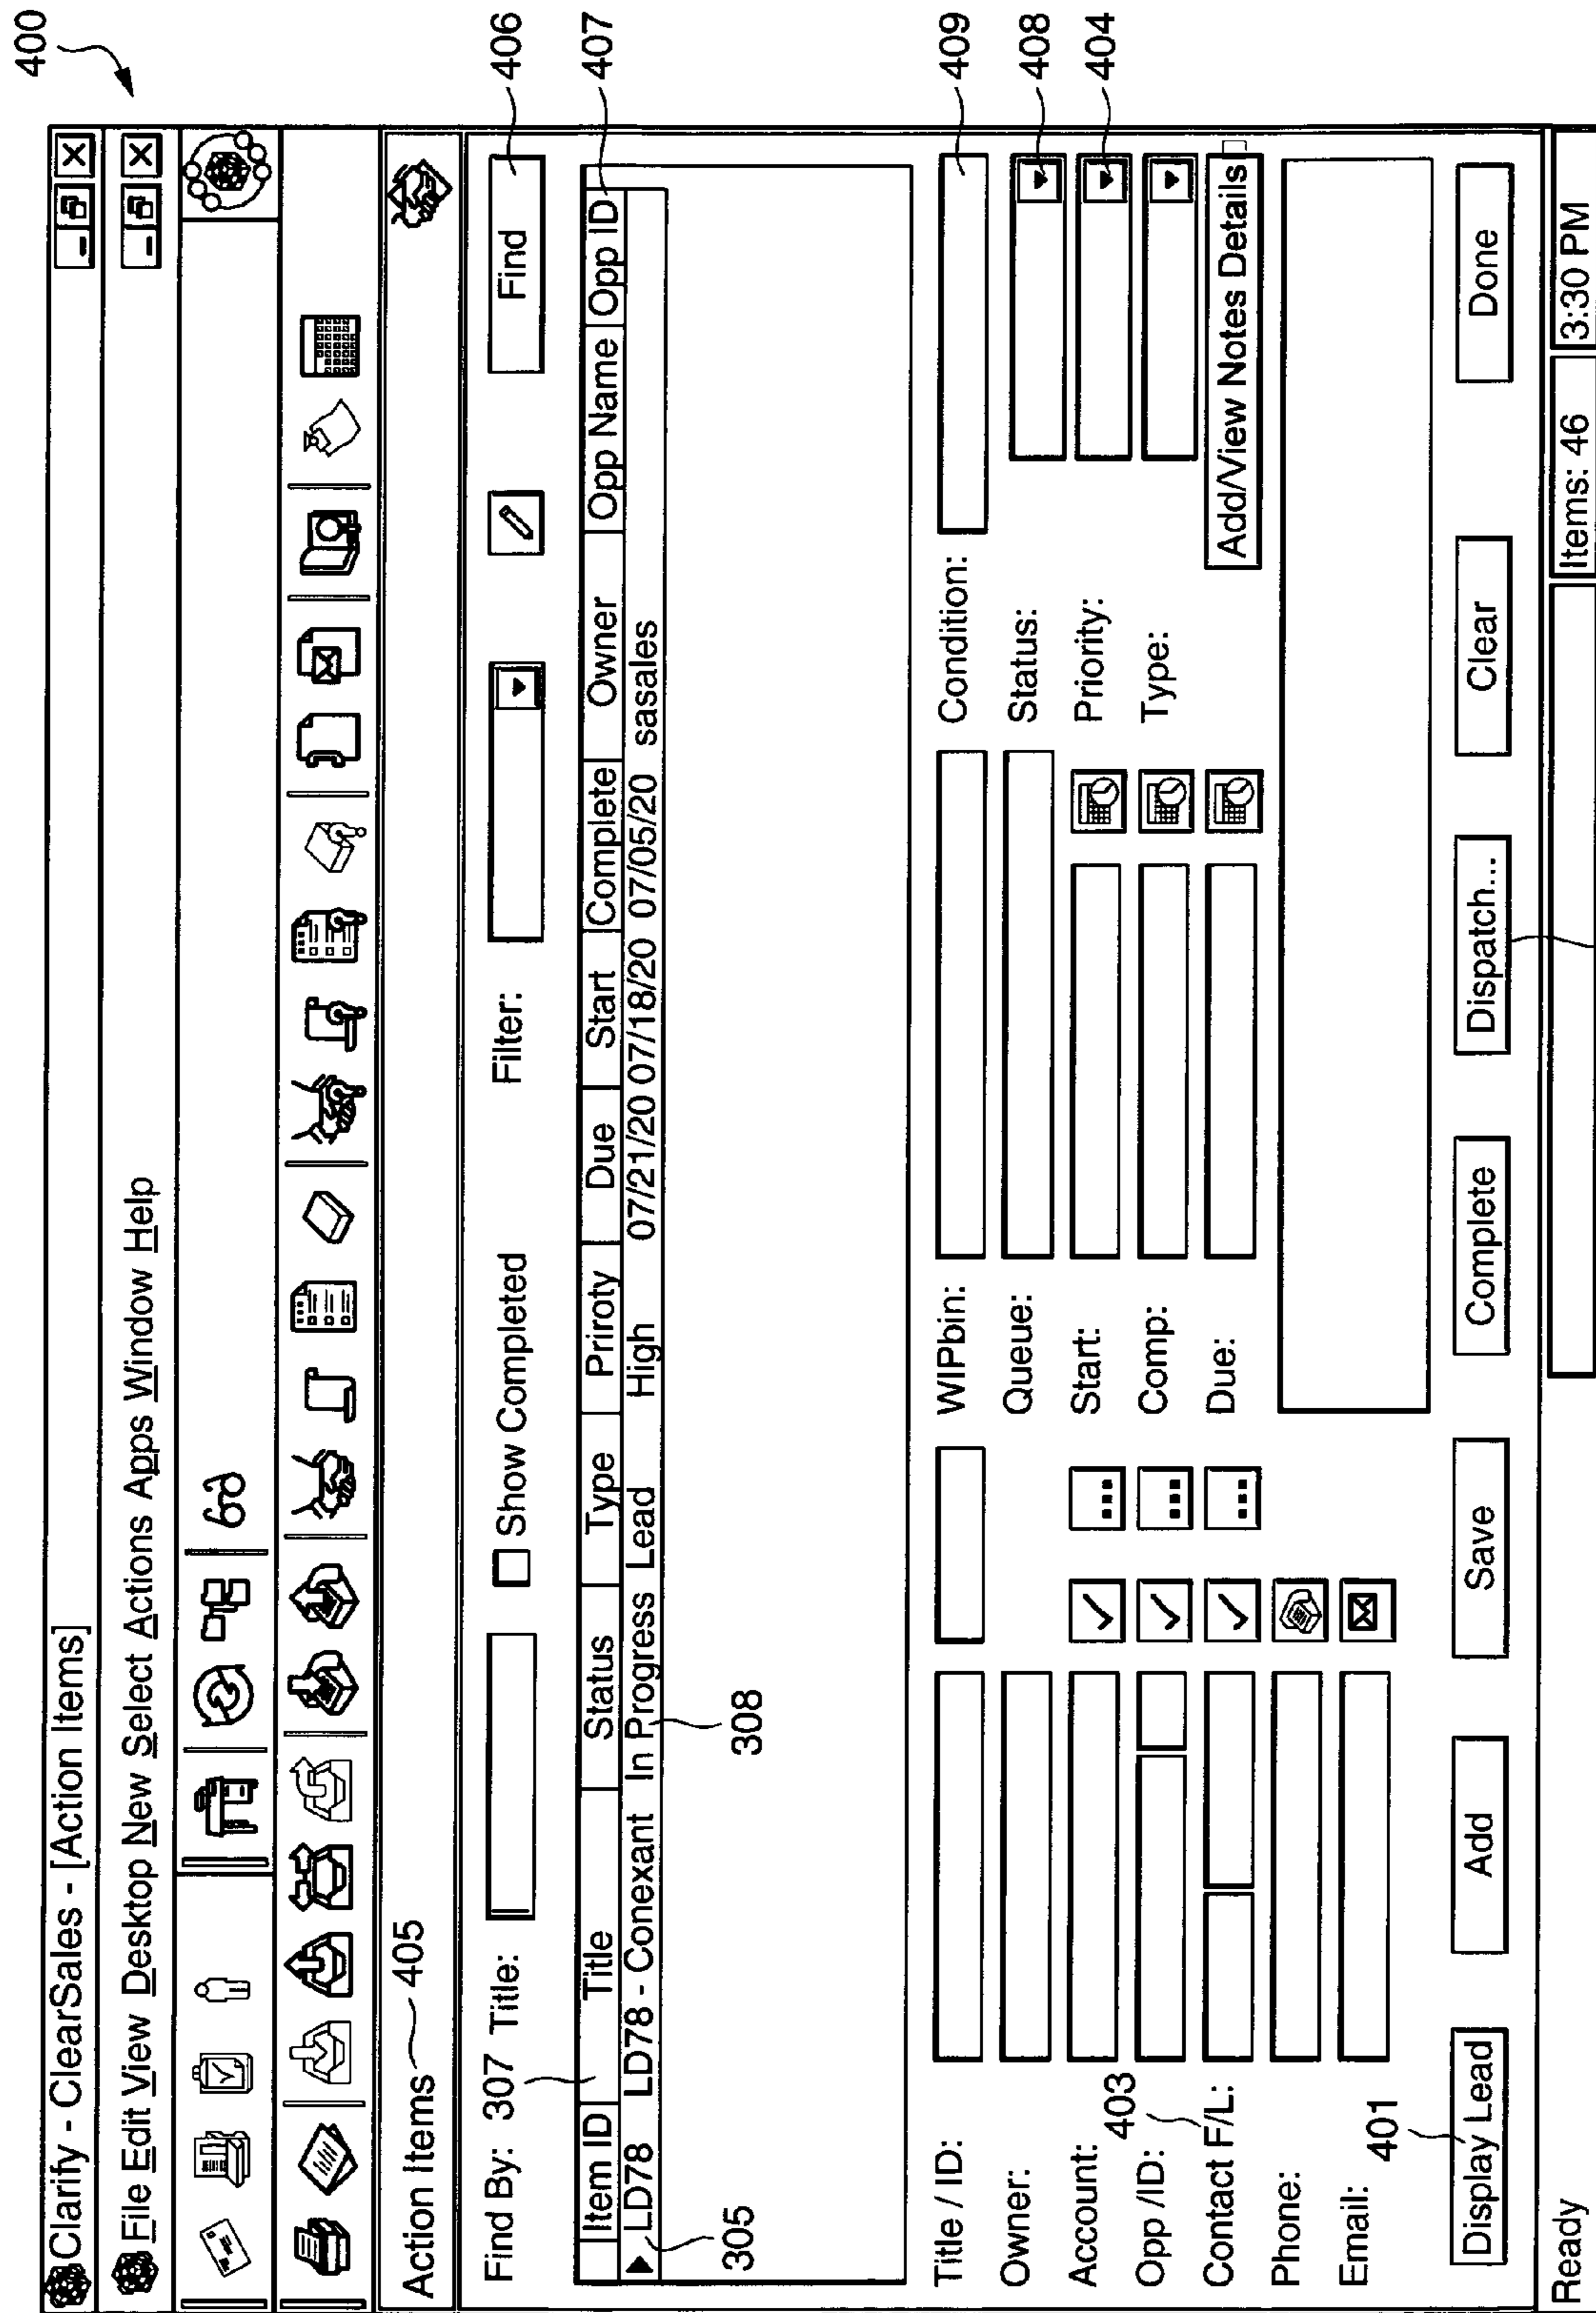 400
Clarify - ClearSales - [Action Items]
File Edit View Desktop New Select Actions Apps Window Help
Action Items 405
Find By: 307 Title: Show Completed Filter: Find 406
Item ID Title Status Type Priroty Due Start Complete Owner Opp Name Opp ID 407
LD78 LD78 - Conexant In Progress Lead High 07/21/20 07/18/20 07/05/20 sasales
305 308
Title / ID: WIPbin: Condition: 409
Owner: Queue: Status: 408
Account: Start: Priority: 404
403
Opp /ID: Comp: Type:
Contact F/L: Due: Add/View Notes Details
Phone:
Email: 401
Display Lead Add Save Complete Dispatch... Clear Done
Ready Items: 46 3:30 PM